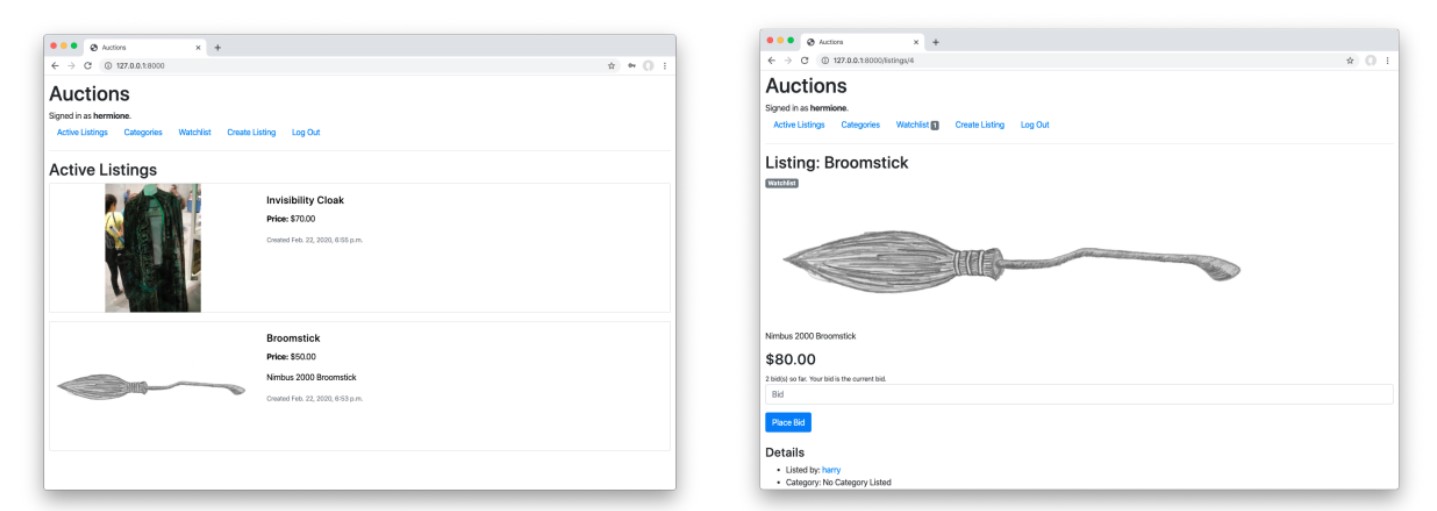 Auctions
127.0.0.1:8000
Auctions
Signed in as hermione.
Active Listings Categories Watchlist Create Listing Log Out
Active Listings
Invisibility Cloak
Price: $70.00
Created Feb. 22, 2020, 6:55 p.m.
Broomstick
Price: $50.00
Nimbus 2000 Broomstick
Created Feb. 22, 2020, 6:53 p.m.
Auctions
127.0.0.1:8000/listings/4
Auctions
Signed in as hermione.
Active Listings Categories Watchlist 1 Create Listing Log Out
Listing: Broomstick
Watchlist
Nimbus 2000 Broomstick
$80.00
2 bid(s) so far. Your bid is the current bid.
Bid
Place Bid
Details
• Listed by: harry
• Category: No Category Listed